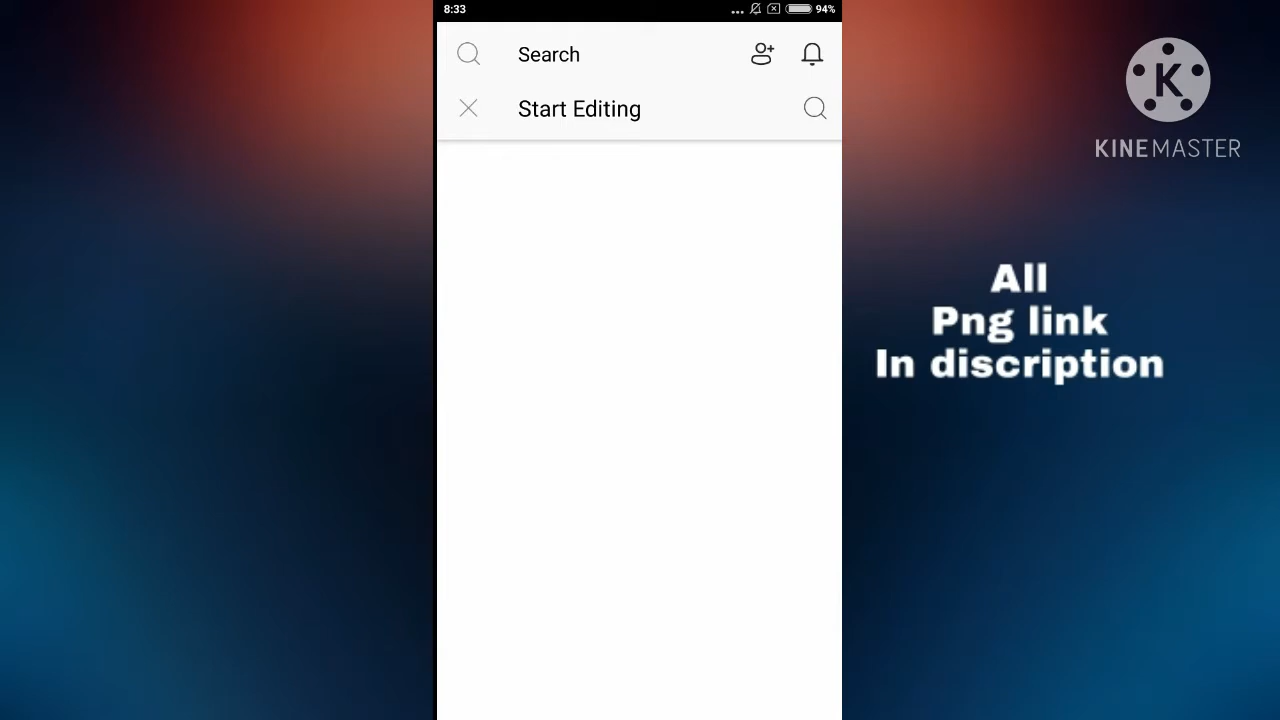 8:33
94%
Search
Start Editing
K
KINEMASTER
All
Png link
In discription